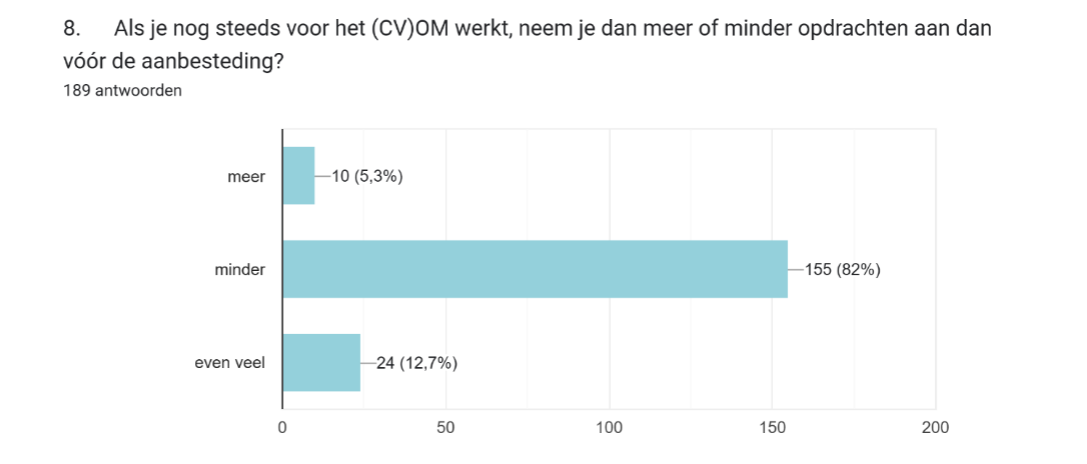 8. Als je nog steeds voor het (CV)OM werkt, neem je dan meer of minder opdrachten aan dan
vóór de aanbesteding?
189 antwoorden
meer
10 (5,3%)
minder
155 (82%)
even veel
24 (12,7%)
0 50 100 150 200